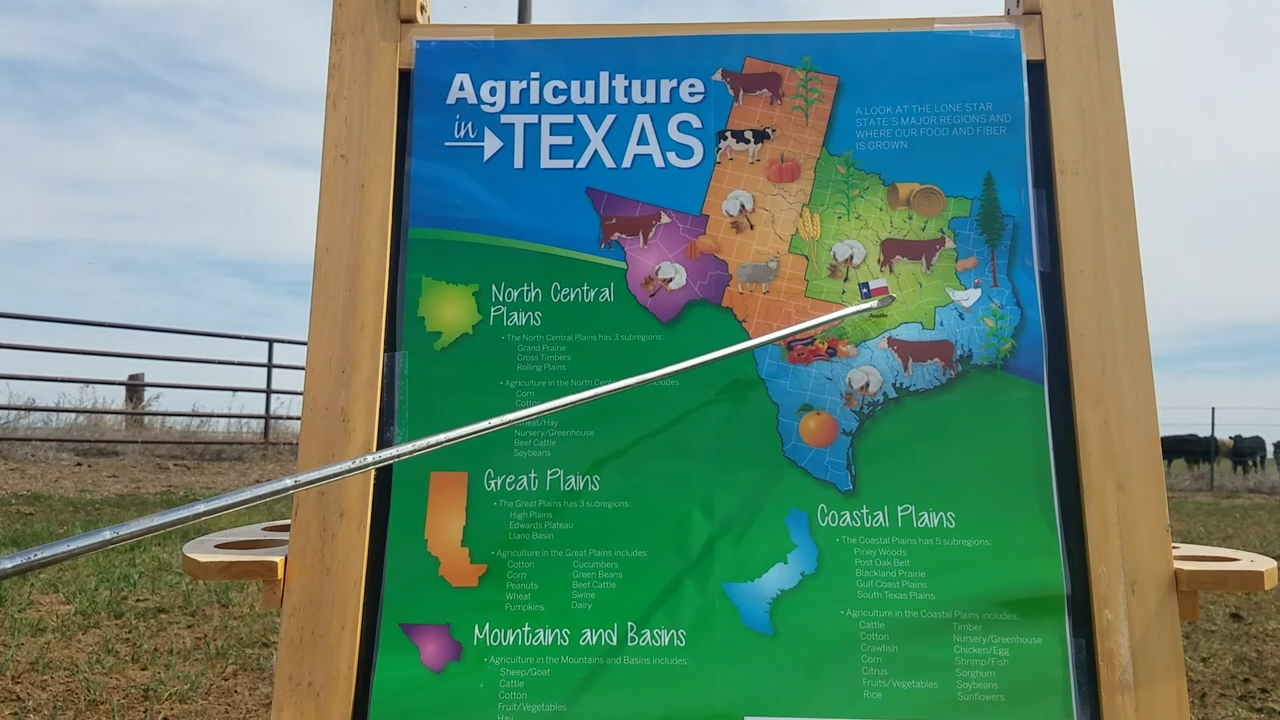 Agriculture
in TEXAS
A LOOK AT THE LONE STAR
STATE'S MAJOR REGIONS AND
WHERE OUR FOOD AND FIBER
IS GROWN.
Austin
North Central
Plains
• The North Central Plains has 3 subregions:
Grand Prairie
Cross Timbers
Rolling Plains
• Agriculture in the North includes:
Corn
Cotton
Wheat/Hay
Nursery/Greenhouse
Beef Cattle
Soybeans
Great Plains
• The Great Plains has 3 subregions:
High Plains
Edwards Plateau
Llano Basin
• Agriculture in the Great Plains includes:
Cotton Cucumbers
Corn Green Beans
Peanuts Beef Cattle
Wheat Swine
Pumpkins Dairy
Mountains and Basins
• Agriculture in the Mountains and Basins includes:
Sheep/Goat
Cattle
Cotton
Fruit/Vegetables
Hay
Coastal Plains
• The Coastal Plains has 5 subregions:
Piney Woods
Post Oak Belt
Blackland Prairie
Gulf Coast Plains
South Texas Plains
• Agriculture in the Coastal Plains includes:
Cattle Timber
Cotton Nursery/Greenhouse
Crawfish Chicken/Egg
Corn Shrimp/Fish
Citrus Sorghum
Fruits/Vegetables Soybeans
Rice Sunflowers